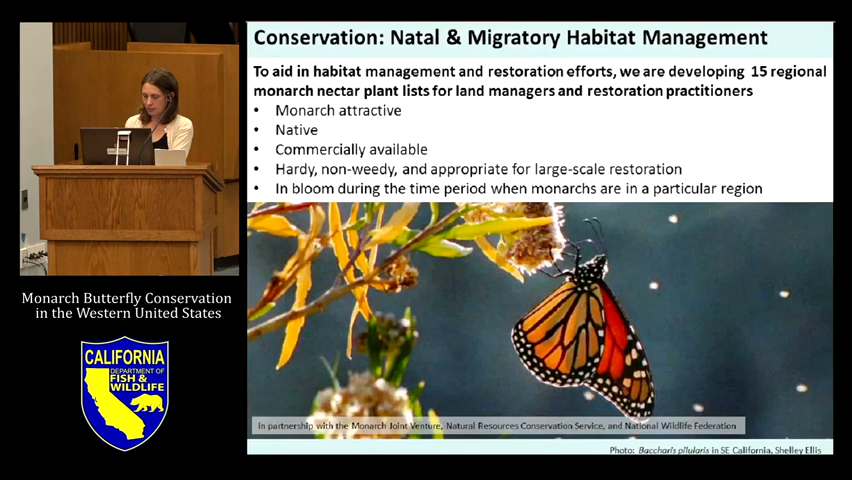 Conservation: Natal & Migratory Habitat Management
To aid in habitat management and restoration efforts, we are developing 15 regional
monarch nectar plant lists for land managers and restoration practitioners
• Monarch attractive
• Native
• Commercially available
• Hardy, non-weedy, and appropriate for large-scale restoration
• In bloom during the time period when monarchs are in a particular region
In partnership with the Monarch Joint Venture, Natural Resources Conservation Service, and National Wildlife Federation
Photo: Baccharis pilularis in SE California, Shelley Ellis
Monarch Butterfly Conservation
in the Western United States
CALIFORNIA
DEPARTMENT OF
FISH &
WILDLIFE